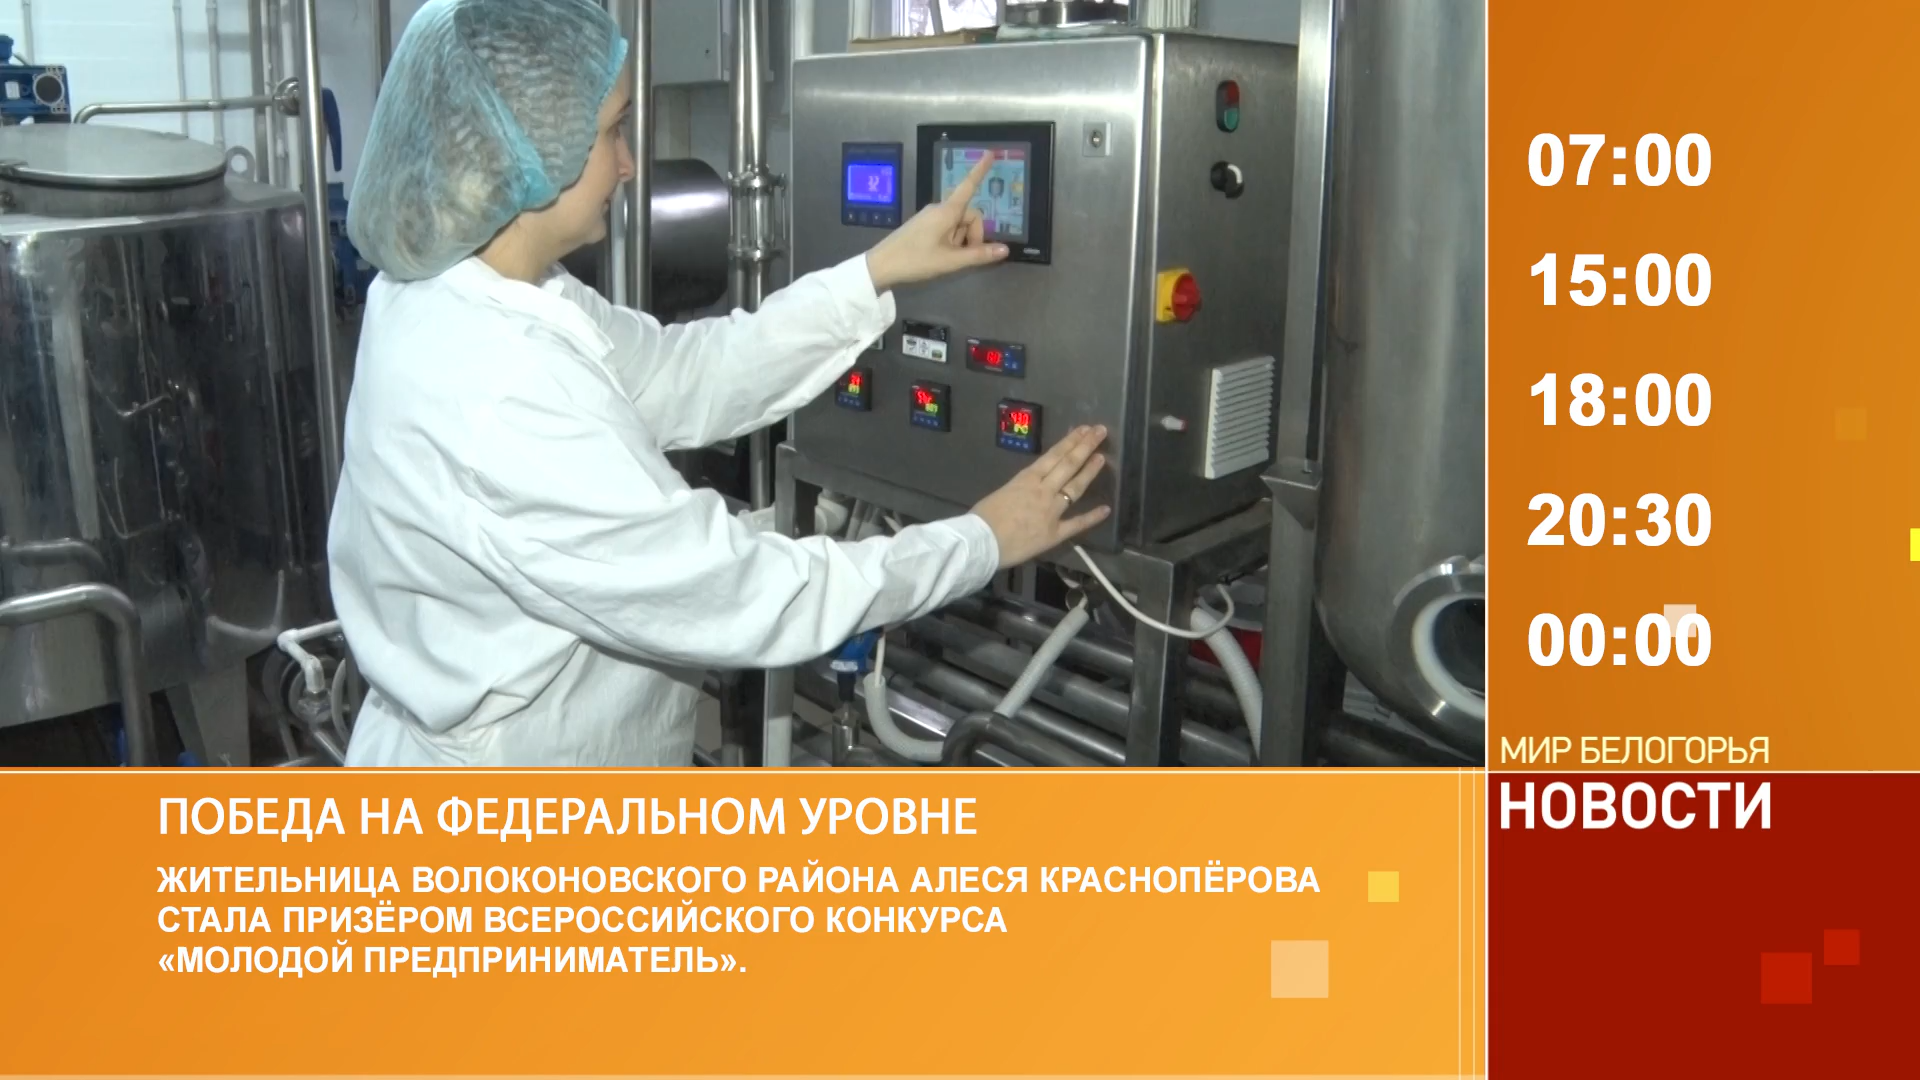 07:00
15:00
18:00
20:30
00:00
МИР БЕЛОГОРЬЯ
НОВОСТИ
ПОБЕДА НА ФЕДЕРАЛЬНОМ УРОВНЕ
ЖИТЕЛЬНИЦА ВОЛОКОНОВСКОГО РАЙОНА АЛЕСЯ КРАСНОПЁРОВА
СТАЛА ПРИЗЁРОМ ВСЕРОССИЙСКОГО КОНКУРСА
«МОЛОДОЙ ПРЕДПРИНИМАТЕЛЬ».